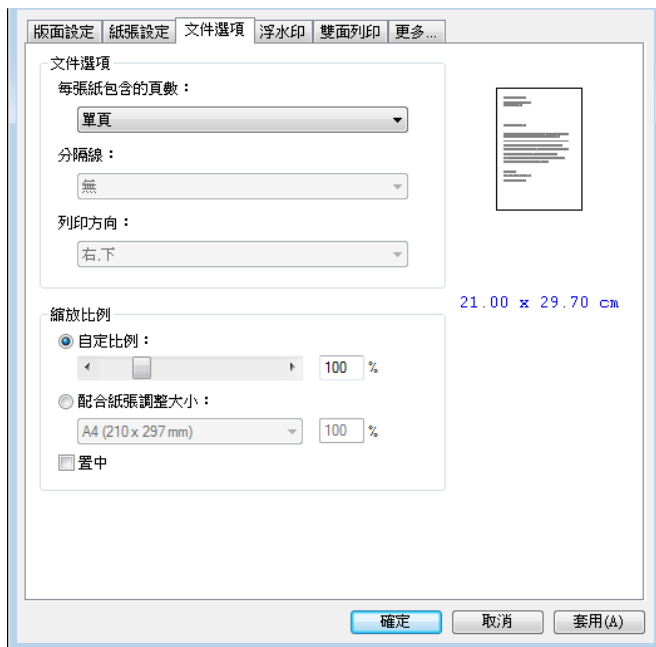 版面設定 紙張設定 文件選項 浮水印 雙面列印 更多...
文件選項
每張紙包含的頁數：
單頁
分隔線：
無
列印方向：
右.下
21.00 x 29.70 cm
縮放比例
自定比例：
100 %
配合紙張調整大小：
A4 (210 x 297 mm) 100 %
置中
確定 取消 套用(A)